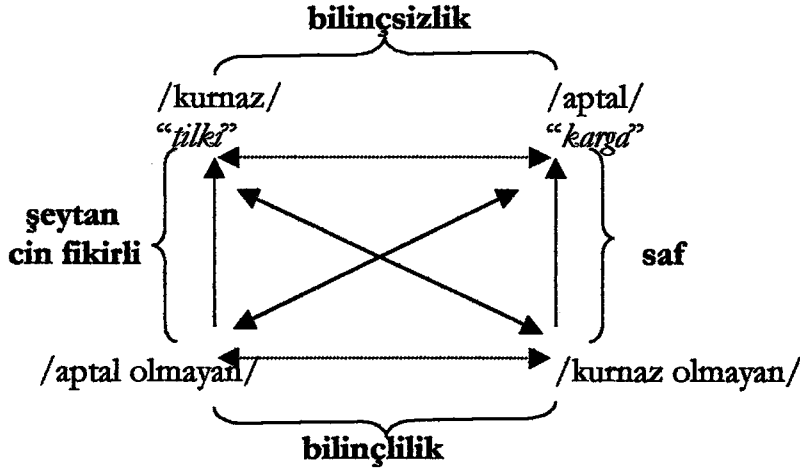 bilinçsizlik
/kurnaz/ /aptal/
“tilki” “karga”
şeytan
cin fikirli saf
/aptal olmayan/ /kurnaz olmayan/
bilinçlilik